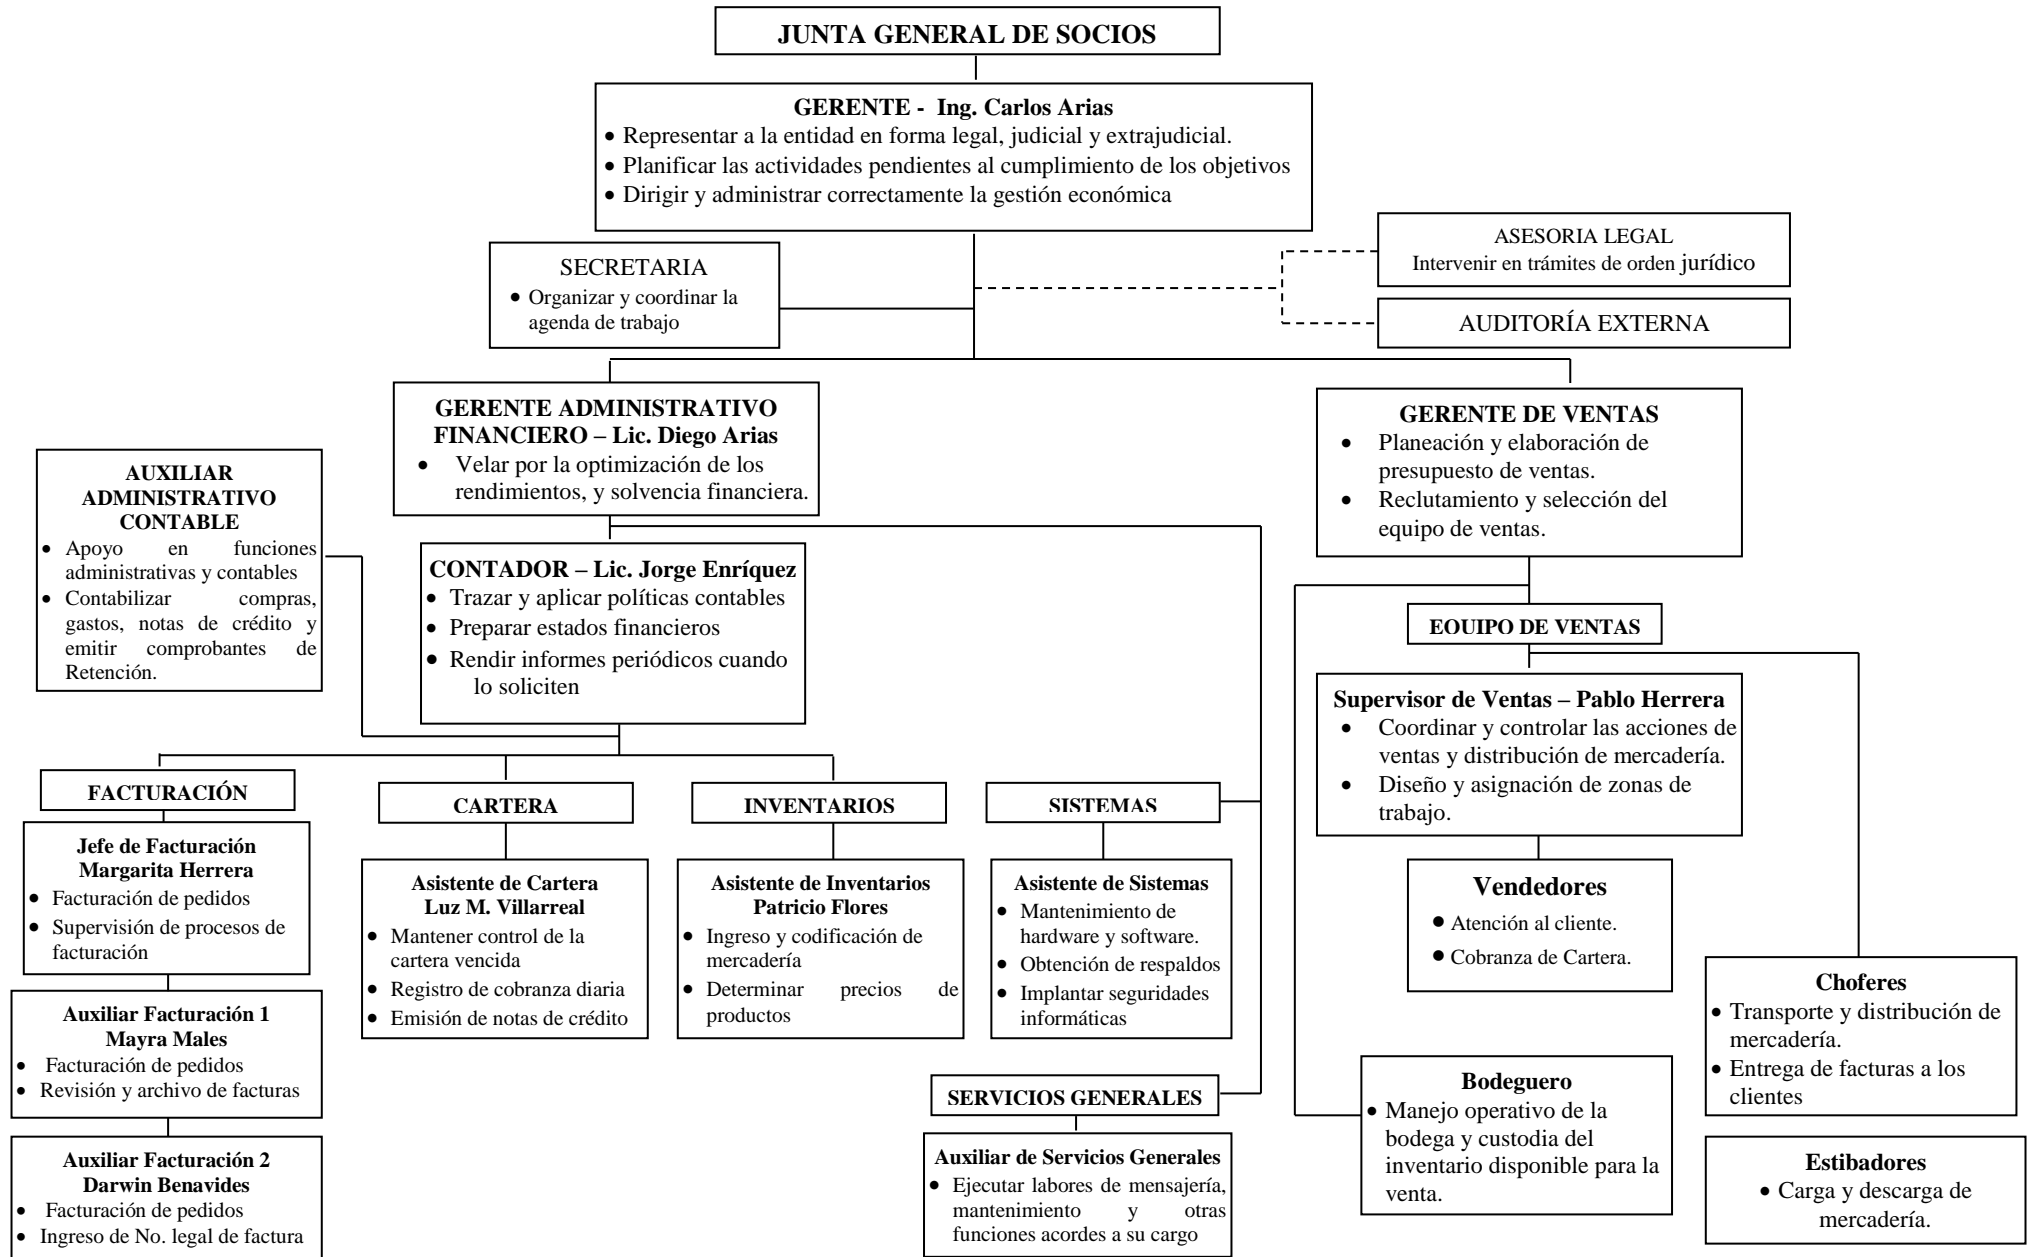 JUNTA GENERAL DE SOCIOS
GERENTE - Ing. Carlos Arias
• Representar a la entidad en forma legal, judicial y extrajudicial.
• Planificar las actividades pendientes al cumplimiento de los objetivos
• Dirigir y administrar correctamente la gestión económica
SECRETARIA
• Organizar y coordinar la
agenda de trabajo
ASESORIA LEGAL
Intervenir en trámites de orden jurídico
AUDITORÍA EXTERNA
GERENTE ADMINISTRATIVO
FINANCIERO – Lic. Diego Arias
• Velar por la optimización de los
rendimientos, y solvencia financiera.
GERENTE DE VENTAS
• Planeación y elaboración de
presupuesto de ventas.
• Reclutamiento y selección del
equipo de ventas.
AUXILIAR
ADMINISTRATIVO
CONTABLE
• Apoyo en funciones
administrativas y contables
• Contabilizar compras,
gastos, notas de crédito y
emitir comprobantes de
Retención.
CONTADOR – Lic. Jorge Enríquez
• Trazar y aplicar políticas contables
• Preparar estados financieros
• Rendir informes periódicos cuando
lo soliciten
EQUIPO DE VENTAS
Supervisor de Ventas – Pablo Herrera
• Coordinar y controlar las acciones de
ventas y distribución de mercadería.
• Diseño y asignación de zonas de
trabajo.
FACTURACIÓN
CARTERA
INVENTARIOS
SISTEMAS
Jefe de Facturación
Margarita Herrera
• Facturación de pedidos
• Supervisión de procesos de
facturación
Asistente de Cartera
Luz M. Villarreal
• Mantener control de la
cartera vencida
• Registro de cobranza diaria
• Emisión de notas de crédito
Asistente de Inventarios
Patricio Flores
• Ingreso y codificación de
mercadería
• Determinar precios de
productos
Asistente de Sistemas
• Mantenimiento de
hardware y software.
• Obtención de respaldos
• Implantar seguridades
informáticas
Vendedores
• Atención al cliente.
• Cobranza de Cartera.
Choferes
• Transporte y distribución de
mercadería.
• Entrega de facturas a los
clientes
Auxiliar Facturación 1
Mayra Males
• Facturación de pedidos
• Revisión y archivo de facturas
Bodeguero
• Manejo operativo de la
bodega y custodia del
inventario disponible para la
venta.
SERVICIOS GENERALES
Auxiliar de Servicios Generales
• Ejecutar labores de mensajería,
mantenimiento y otras
funciones acordes a su cargo
Auxiliar Facturación 2
Darwin Benavides
• Facturación de pedidos
• Ingreso de No. legal de factura
Estibadores
• Carga y descarga de
mercadería.